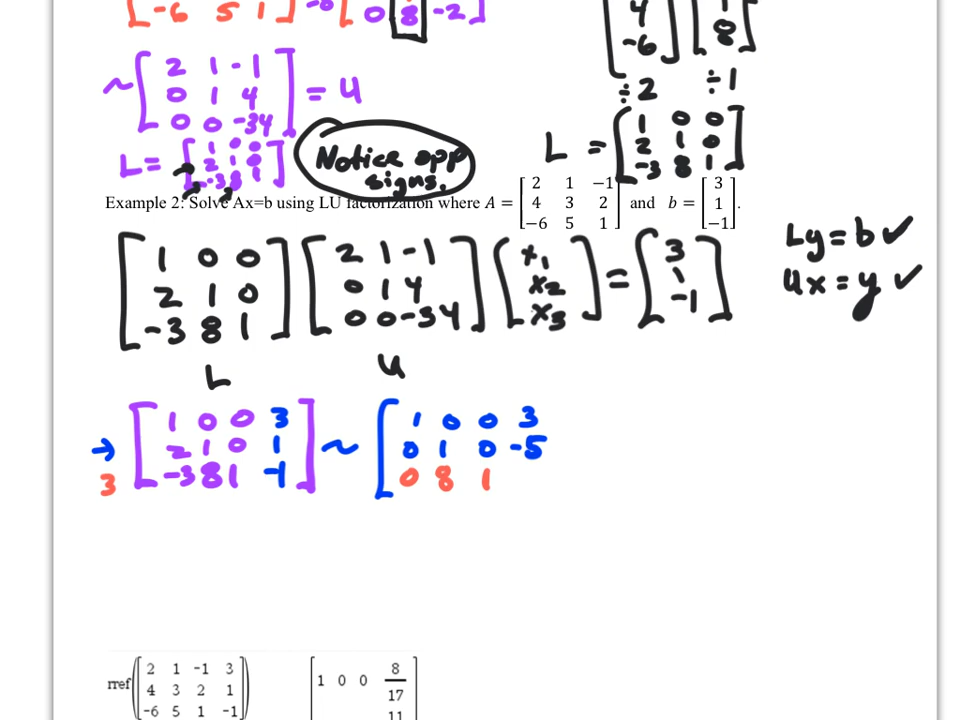 [-6 5 1] [0 8 -2]
4
-6 8
÷2 ÷1
~ [2 1 -1
0 1 4
0 0 -34] = U
L = [1 0 0
2 1 0
-3 8 1]
Notice opp
signs.
L = [1 0 0
2 1 0
-3 8 1]
Example 2: Solve Ax=b using LU factorization where A = [2 1 −1
4 3 2
−6 5 1] and b = [3
1
−1].
[1 0 0
2 1 0
-3 8 1] [2 1 -1
0 1 4
0 0 -34] [x1
x2
x3] = [3
1
-1]
L U
Ly=b ✓
Ux=y ✓
→ 3 [1 0 0 3
2 1 0 1
-3 8 1 -1] ~ [1 0 0 3
0 1 0 -5
0 8 1
rref([2 1 -1 3
4 3 2 1
-6 5 1 -1]) [1 0 0 8/17
11